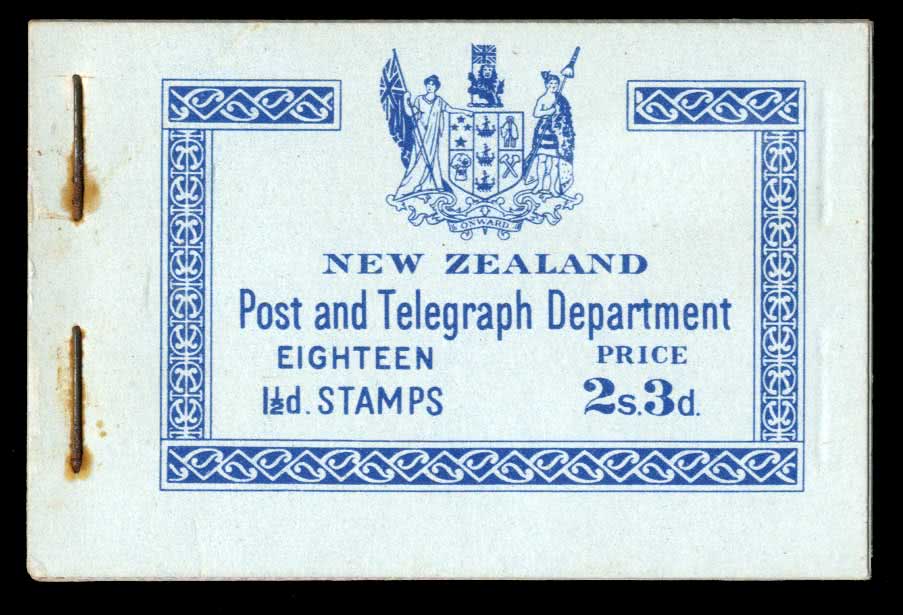 ONWARD
NEW ZEALAND
Post and Telegraph Department
EIGHTEEN PRICE
1½d. STAMPS 2s.3d.